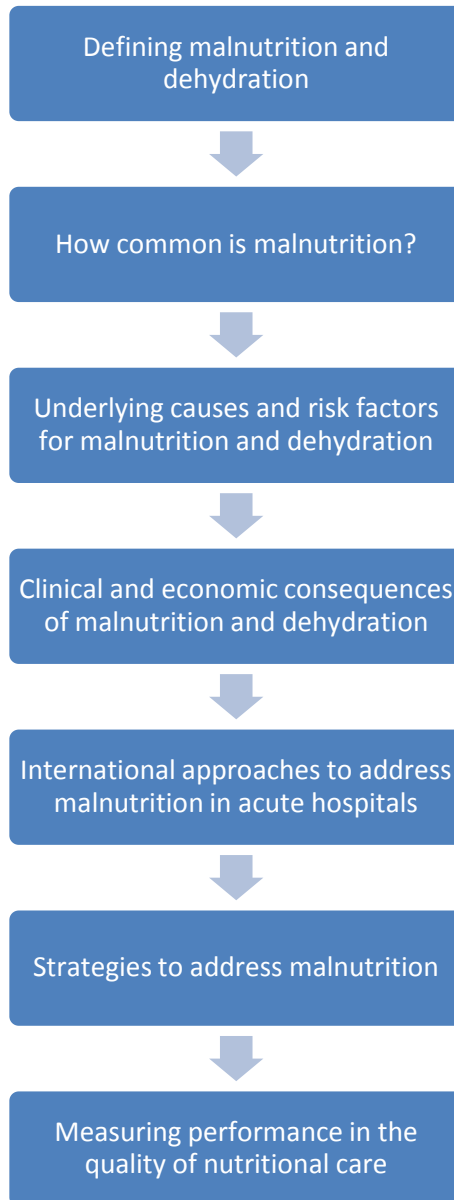 Defining malnutrition and
dehydration
How common is malnutrition?
Underlying causes and risk factors
for malnutrition and dehydration
Clinical and economic consequences
of malnutrition and dehydration
International approaches to address
malnutrition in acute hospitals
Strategies to address malnutrition
Measuring performance in the
quality of nutritional care